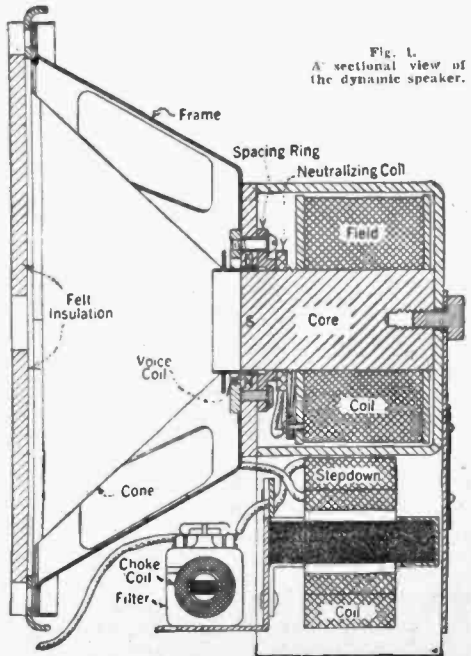 Fig. 1.
A sectional view of
the dynamic speaker.
Frame
Spacing Ring
Neutralizing Coil
Field
Felt
Insulation
Core
Voice
Coil
Coil
Cone
Stepdown
Choke
Coil
Filter
Coil